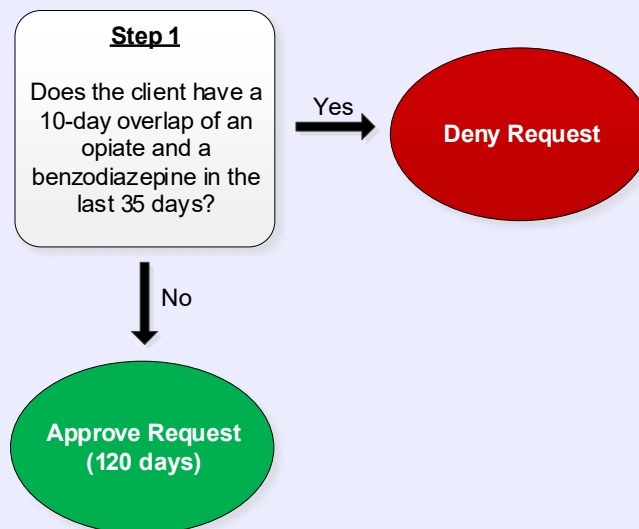 Step 1
Does the client have a
10-day overlap of an
opiate and a
benzodiazepine in the
last 35 days?
Yes
Deny Request
No
Approve Request
(120 days)